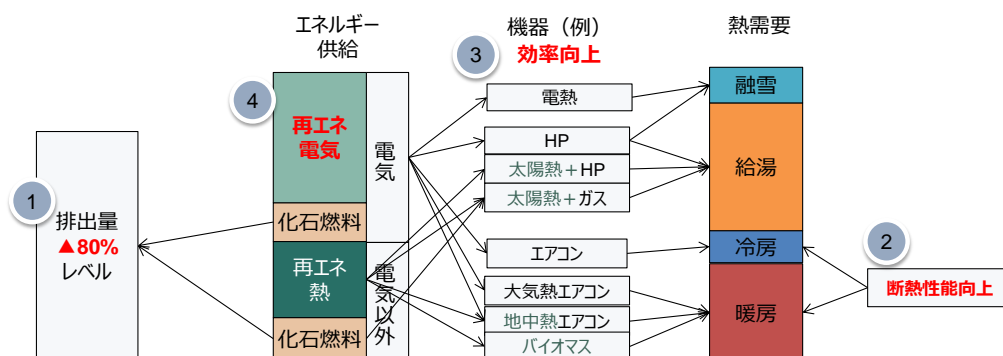 エネルギー
供給
機器（例）
効率向上
熱需要
3
4
1
2
排出量
▲80%
レベル
再エネ
電気
化石燃料
再エネ
熱
化石燃料
電気
電気以外
電熱
HP
太陽熱＋HP
太陽熱＋ガス
エアコン
大気熱エアコン
地中熱エアコン
バイオマス
融雪
給湯
冷房
暖房
断熱性能向上